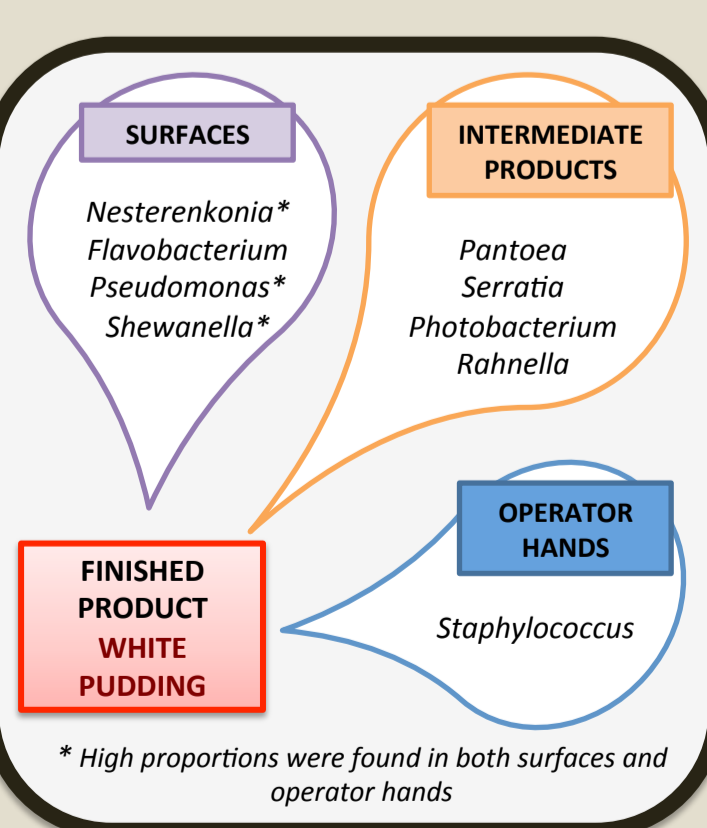 SURFACES
Nesterenkonia*
Flavobacterium
Pseudomonas*
Shewanella*
INTERMEDIATE
PRODUCTS
Pantoea
Serratia
Photobacterium
Rahnella
OPERATOR
HANDS
Staphylococcus
FINISHED
PRODUCT
WHITE
PUDDING
* High proportions were found in both surfaces and
operator hands